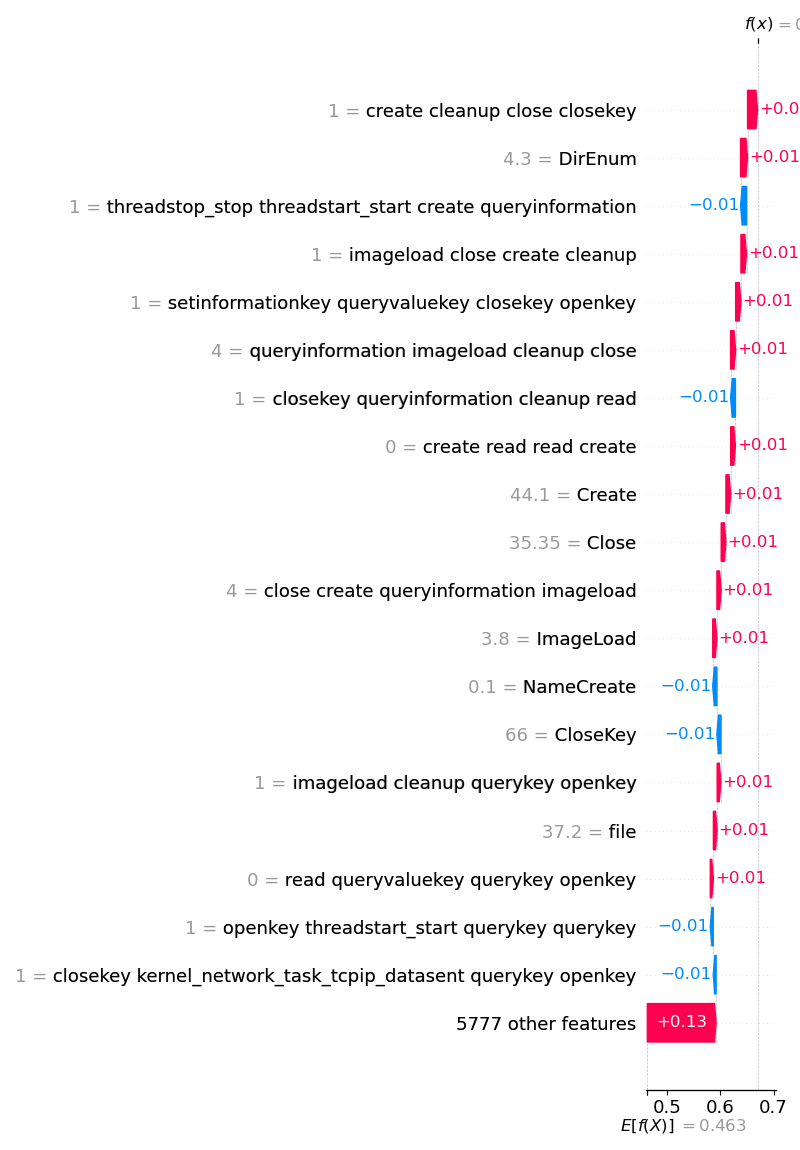 f(x) = 0
1 = create cleanup close closekey +0.0
4.3 = DirEnum +0.01
1 = threadstop_stop threadstart_start create queryinformation −0.01
1 = imageload close create cleanup +0.01
1 = setinformationkey queryvaluekey closekey openkey +0.01
4 = queryinformation imageload cleanup close +0.01
1 = closekey queryinformation cleanup read −0.01
0 = create read read create +0.01
44.1 = Create +0.01
35.35 = Close +0.01
4 = close create queryinformation imageload +0.01
3.8 = ImageLoad +0.01
0.1 = NameCreate −0.01
66 = CloseKey −0.01
1 = imageload cleanup querykey openkey +0.01
37.2 = file +0.01
0 = read queryvaluekey querykey openkey +0.01
1 = openkey threadstart_start querykey querykey −0.01
1 = closekey kernel_network_task_tcpip_datasent querykey openkey −0.01
5777 other features +0.13
0.5 0.6 0.7
E[f(X)] = 0.463